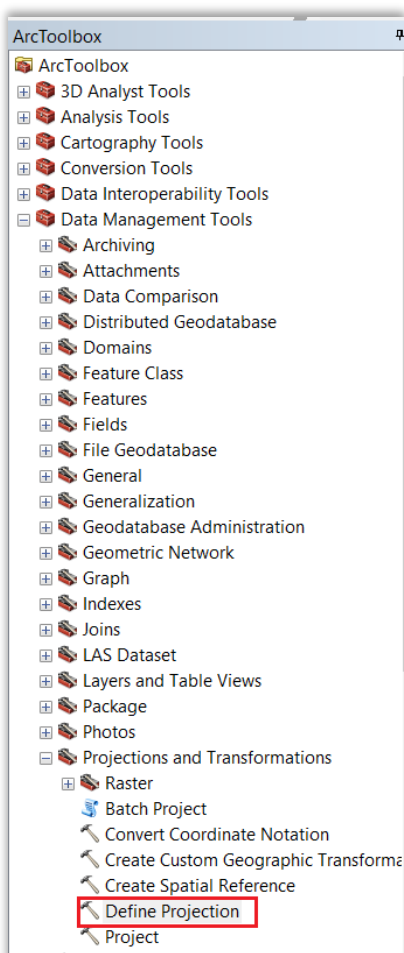 ArcToolbox
ArcToolbox
3D Analyst Tools
Analysis Tools
Cartography Tools
Conversion Tools
Data Interoperability Tools
Data Management Tools
Archiving
Attachments
Data Comparison
Distributed Geodatabase
Domains
Feature Class
Features
Fields
File Geodatabase
General
Generalization
Geodatabase Administration
Geometric Network
Graph
Indexes
Joins
LAS Dataset
Layers and Table Views
Package
Photos
Projections and Transformations
Raster
Batch Project
Convert Coordinate Notation
Create Custom Geographic Transforma
Create Spatial Reference
Define Projection
Project